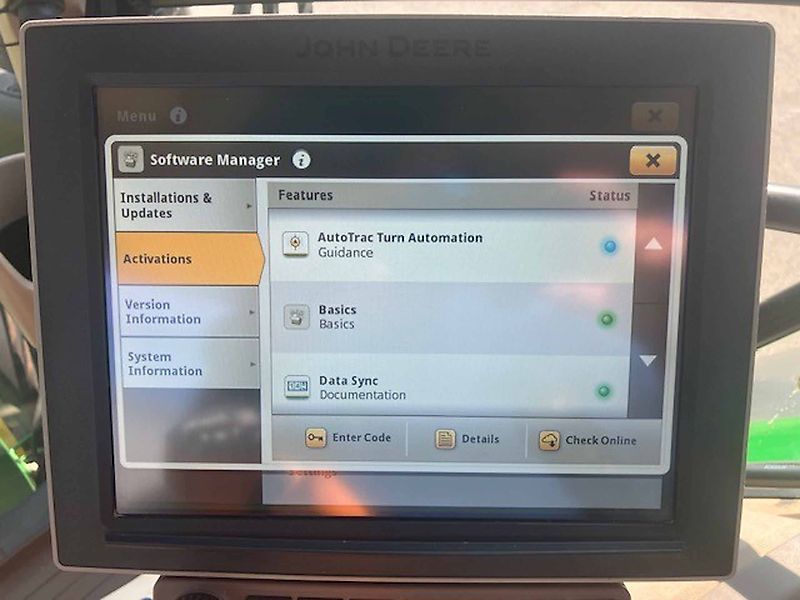 JOHN DEERE
Menu i
Software Manager i
Installations &
Updates
Activations
Version
Information
System
Information
Features Status
AutoTrac Turn Automation
Guidance
Basics
Basics
Data Sync
Documentation
Enter Code Details Check Online
Settings